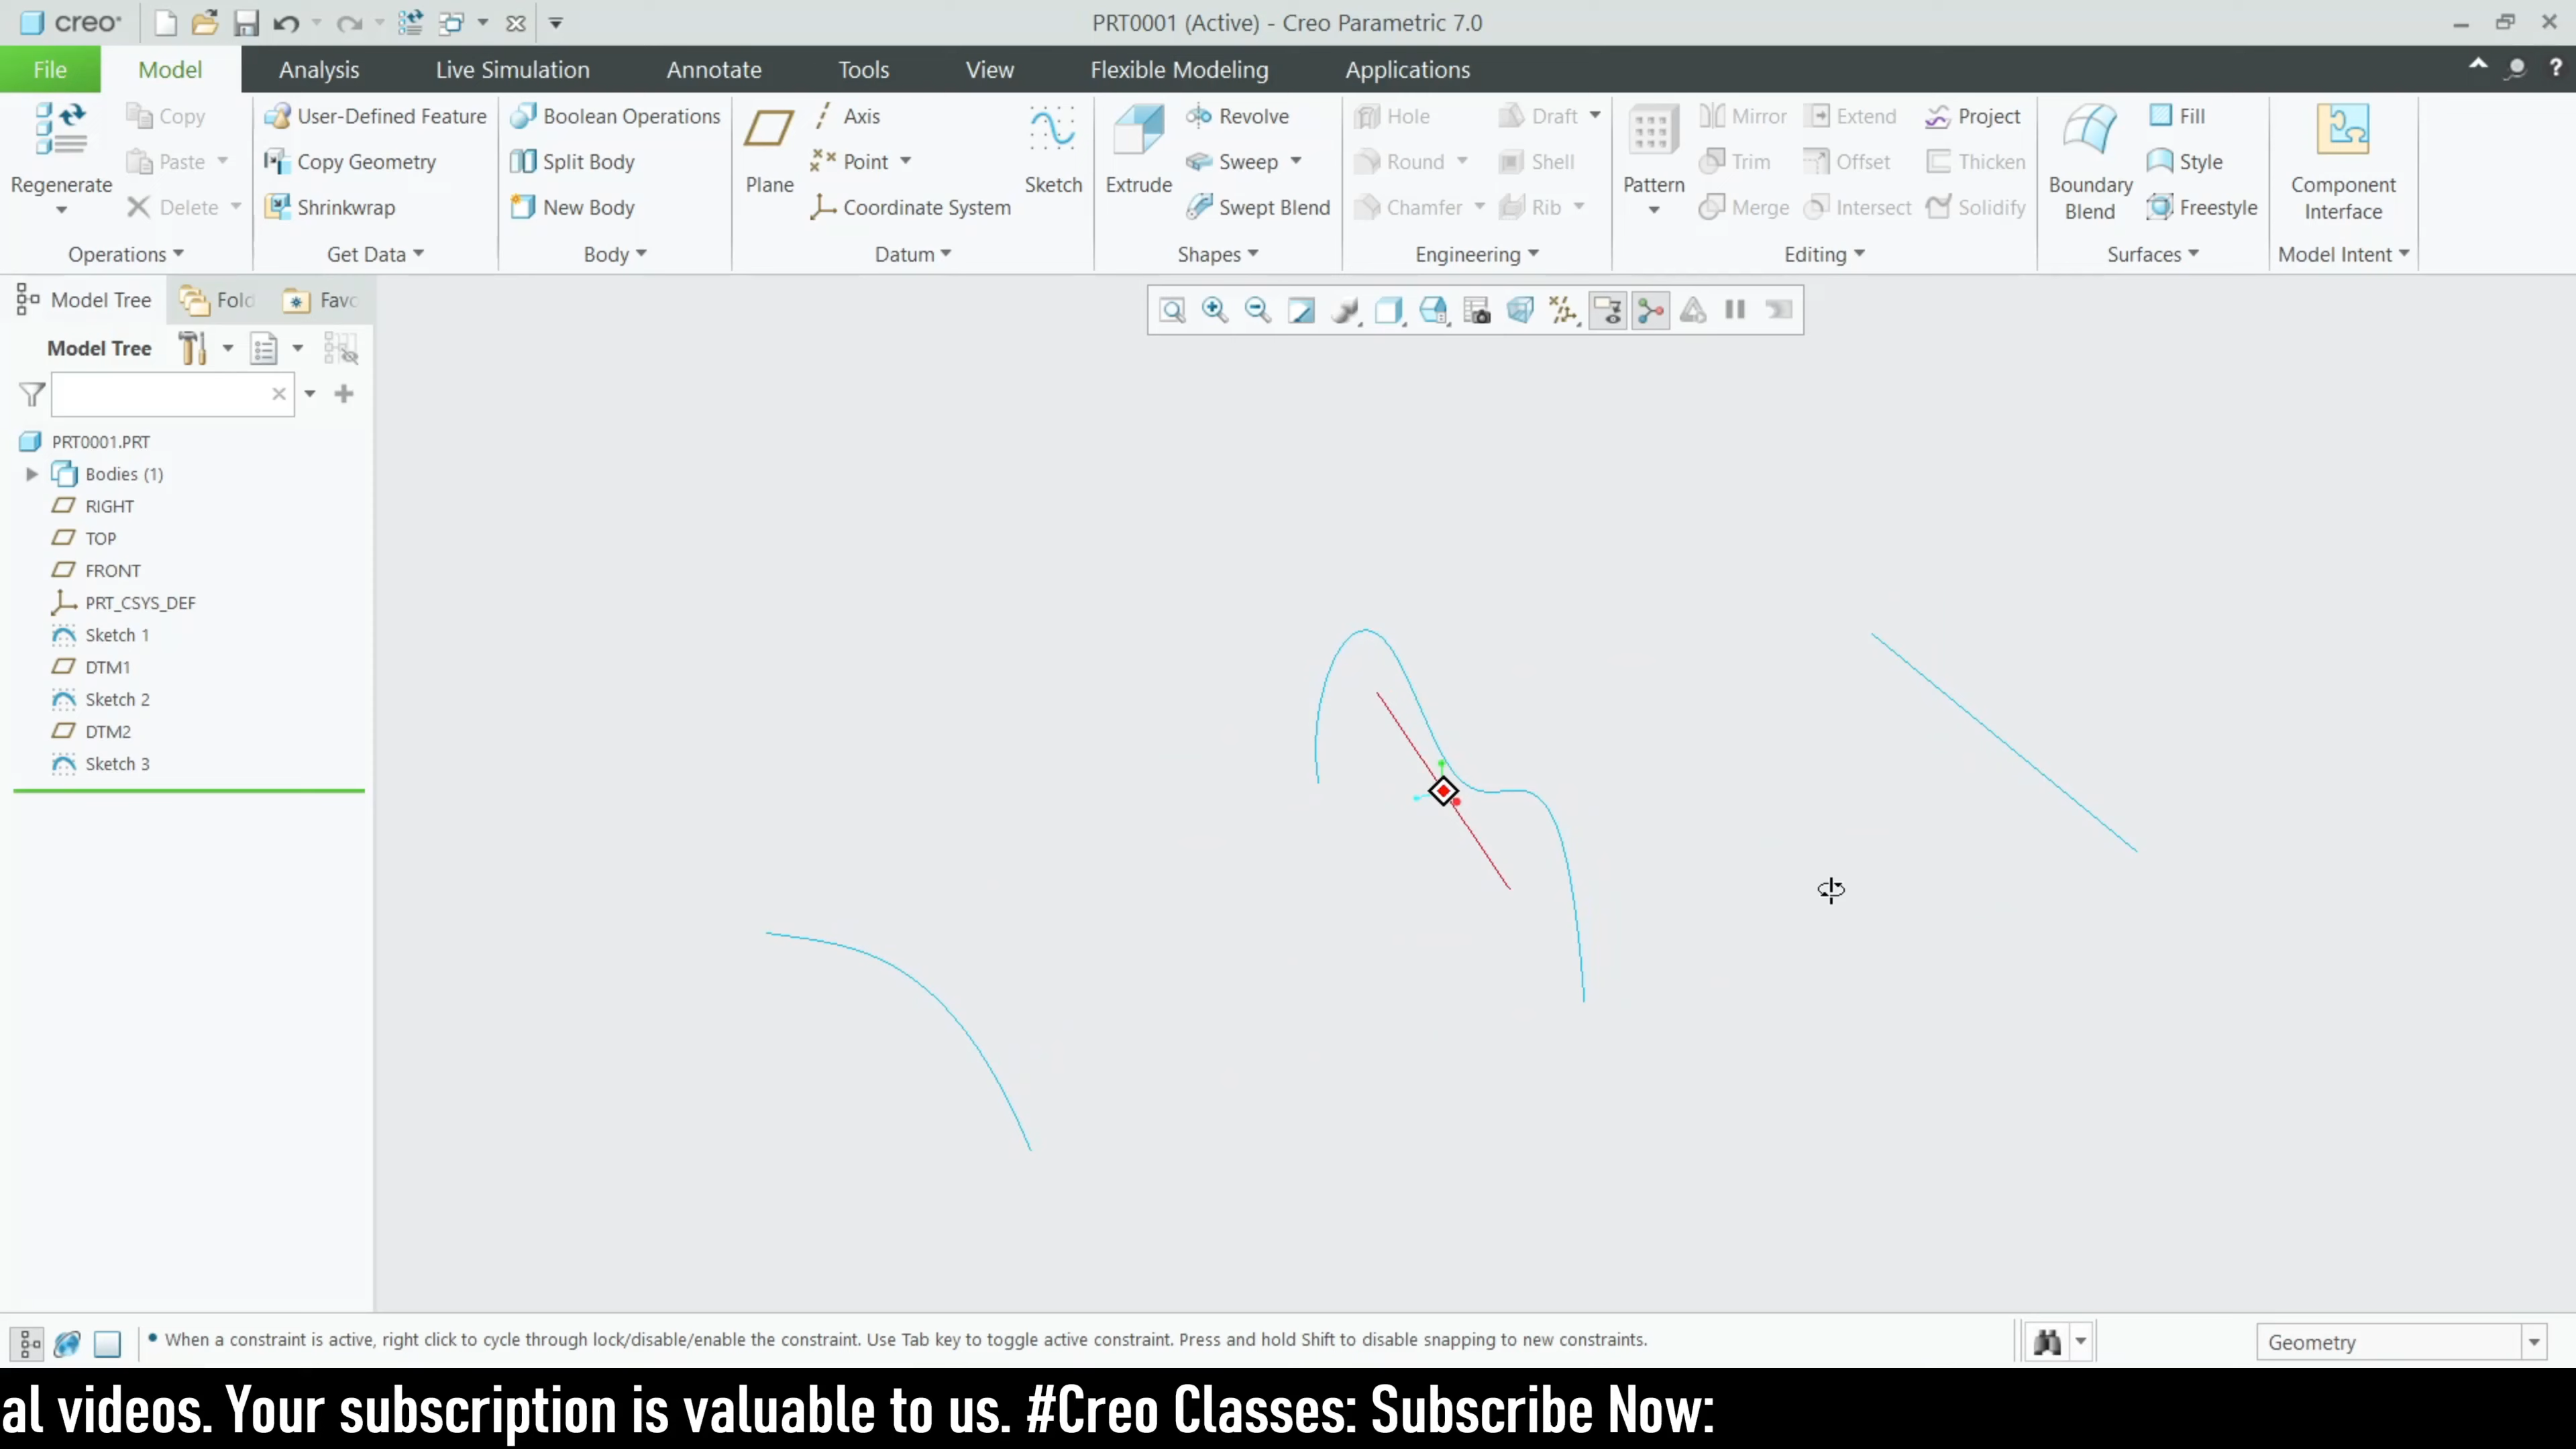 creo
PRT0001 (Active) - Creo Parametric 7.0
File Model Analysis Live Simulation Annotate Tools View Flexible Modeling Applications
Regenerate
Copy
Paste
Delete
Operations
User-Defined Feature
Copy Geometry
Shrinkwrap
Get Data
Boolean Operations
Split Body
New Body
Body
Plane
Axis
Point
Coordinate System
Sketch
Datum
Extrude
Revolve
Sweep
Swept Blend
Shapes
Hole
Round
Chamfer
Draft
Shell
Rib
Engineering
Pattern
Mirror
Trim
Merge
Extend
Offset
Intersect
Project
Thicken
Solidify
Editing
Boundary
Blend
Fill
Style
Freestyle
Surfaces
Component
Interface
Model Intent
Model Tree Fold Favo
Model Tree
PRT0001.PRT
Bodies (1)
RIGHT
TOP
FRONT
PRT_CSYS_DEF
Sketch 1
DTM1
Sketch 2
DTM2
Sketch 3
• When a constraint is active, right click to cycle through lock/disable/enable the constraint. Use Tab key to toggle active constraint. Press and hold Shift to disable snapping to new constraints.
Geometry
al videos. Your subscription is valuable to us. #Creo Classes: Subscribe Now: